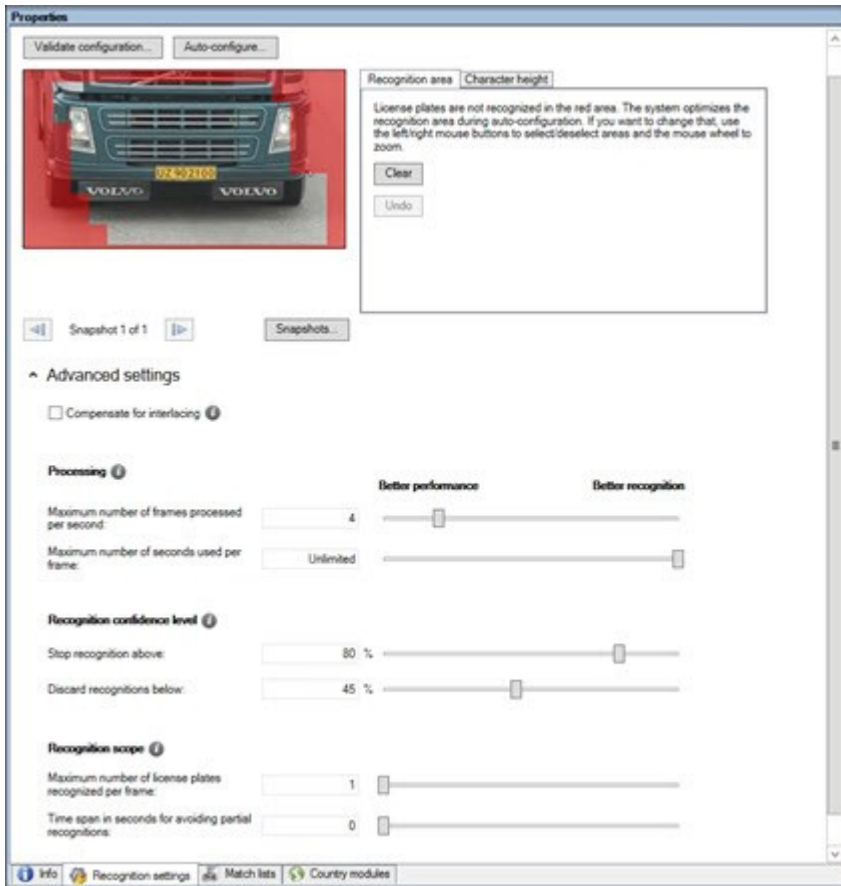 Properties
Validate configuration...
Auto-configure...
Recognition area
Character height
License plates are not recognized in the red area. The system optimizes the
recognition area during auto-configuration. If you want to change that, use
the left/right mouse buttons to select/deselect areas and the mouse wheel to
zoom.
Clear
Undo
UZ 902100
VOLVO
VOLVO
Snapshot 1 of 1
Snapshots...
Advanced settings
Compensate for interlacing
Processing
Better performance
Better recognition
Maximum number of frames processed
per second:
4
Maximum number of seconds used per
frame:
Unlimited
Recognition confidence level
Stop recognition above:
80 %
Discard recognitions below:
45 %
Recognition scope
Maximum number of license plates
recognized per frame:
1
Time span in seconds for avoiding partial
recognitions:
0
Info
Recognition settings
Match lists
Country modules